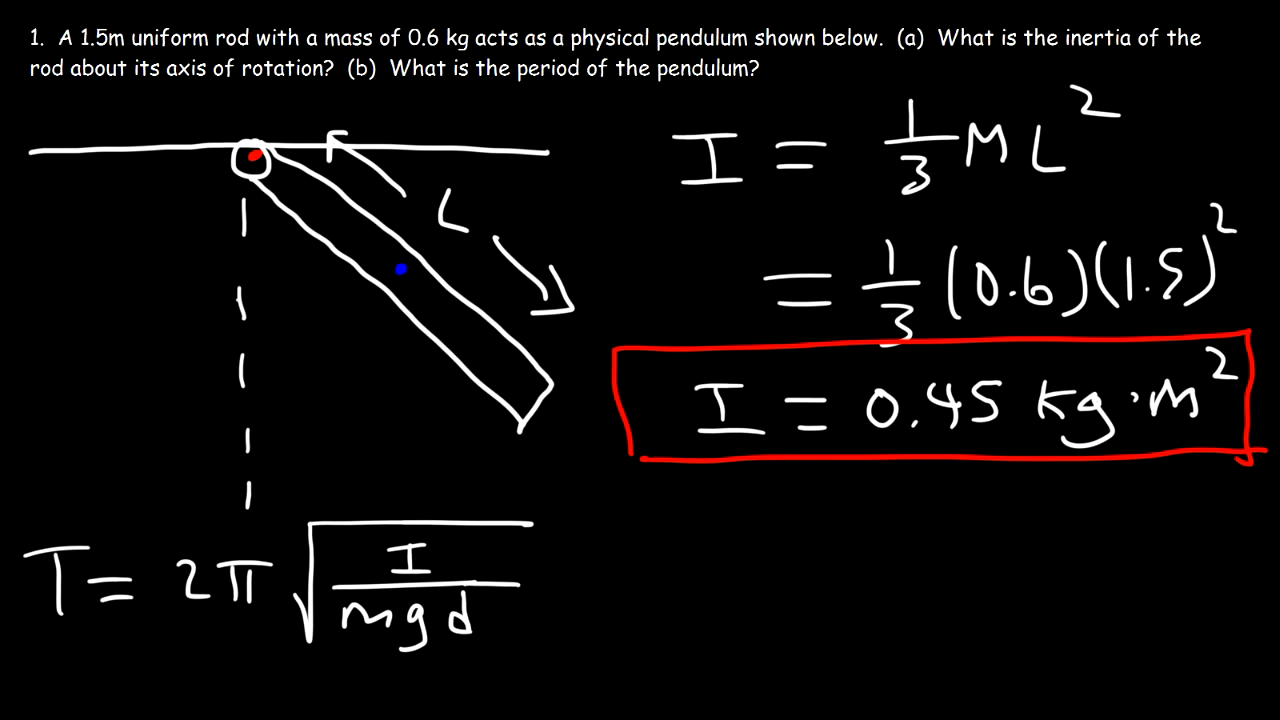 1. A 1.5m uniform rod with a mass of 0.6 kg acts as a physical pendulum shown below. (a) What is the inertia of the
rod about its axis of rotation? (b) What is the period of the pendulum?
I = 1/3 ML²
L
= 1/3 (0.6)(1.5)²
I = 0.45 kg·m²
T = 2π √(I/mgd)